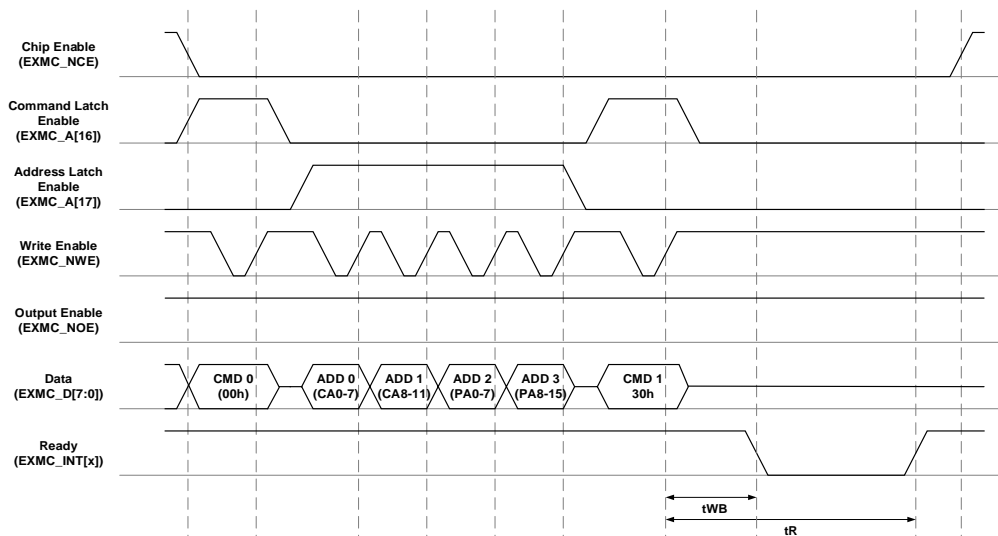 Chip Enable
(EXMC_NCE)
Command Latch
Enable
(EXMC_A[16])
Address Latch
Enable
(EXMC_A[17])
Write Enable
(EXMC_NWE)
Output Enable
(EXMC_NOE)
Data
(EXMC_D[7:0])
CMD 0
(00h)
ADD 0
(CA0-7)
ADD 1
(CA8-11)
ADD 2
(PA0-7)
ADD 3
(PA8-15)
CMD 1
30h
Ready
(EXMC_INT[x])
tWB
tR